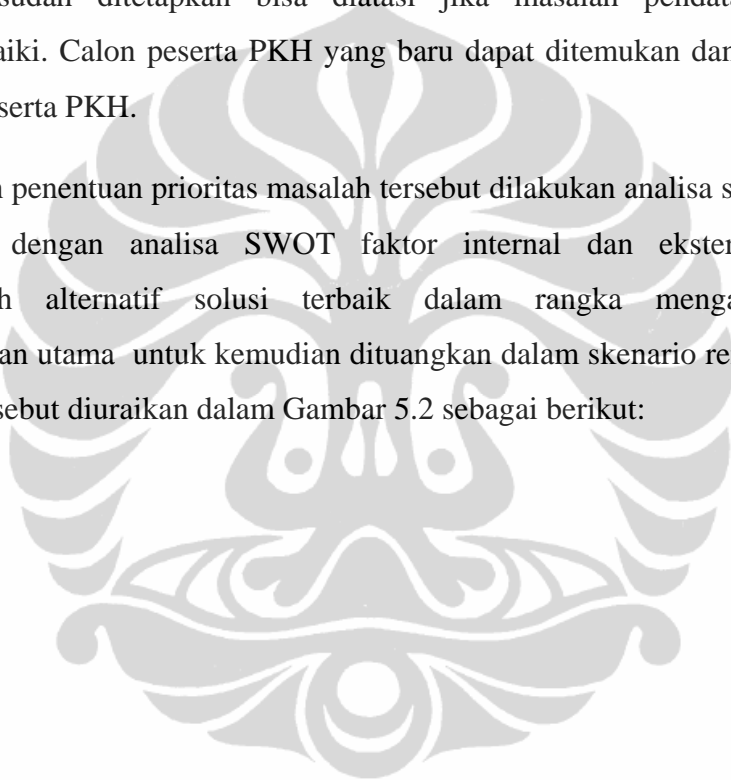 sudah ditetapkan bisa diatasi jika masalah
aiki. Calon peserta PKH yang baru dapat ditemukan dan
serta PKH.
n penentuan prioritas masalah tersebut dilakukan analisa s
dengan analisa SWOT faktor internal dan ekster
h alternatif solusi terbaik dalam rangka menga
an utama untuk kemudian dituangkan dalam skenario re
sebut diuraikan dalam Gambar 5.2 sebagai berikut: